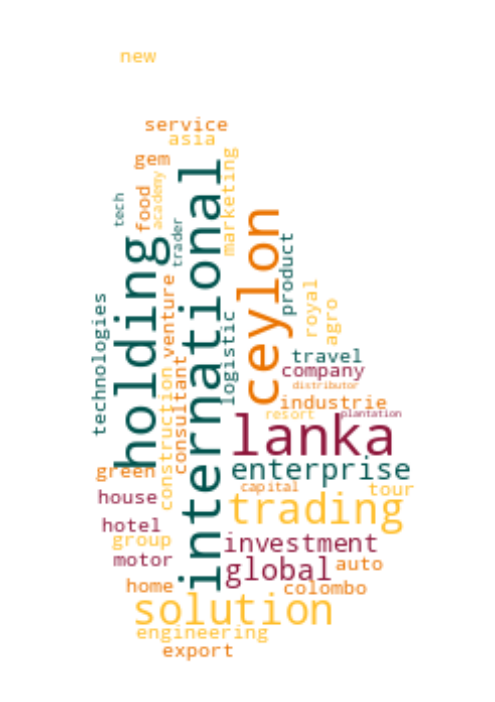 new
service
asia
gem
marketing
academy
food
tech
trader
international
holding
ceylon
product
venture
royal
agro
technologies
logistic
travel
company
consultant
construction
distributor
industrie
resort
plantation
lanka
green
enterprise
capital
tour
house
trading
hotel
group
investment
motor
global
auto
home
colombo
solution
engineering
export